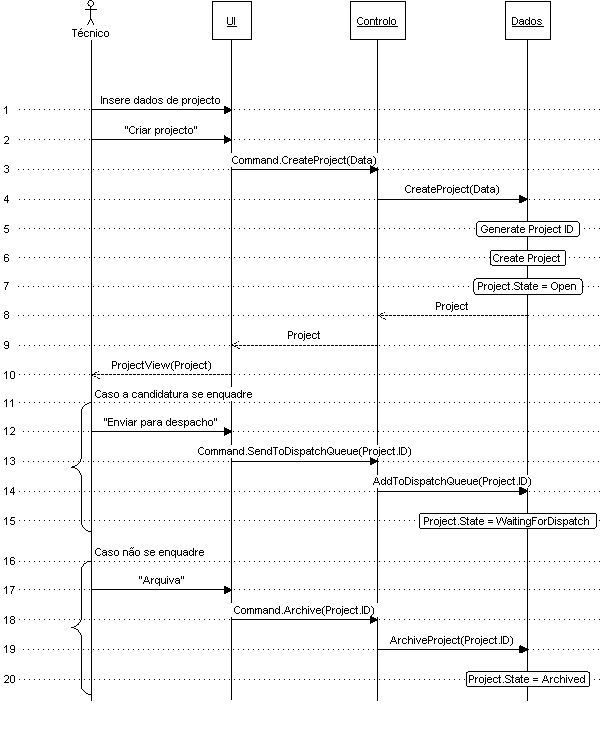 Técnico UI Controlo Dados
1 Insere dados de projecto
2 "Criar projecto"
3 Command.CreateProject(Data)
4 CreateProject(Data)
5 Generate Project ID
6 Create Project
7 Project.State = Open
8 Project
9 Project
10 ProjectView(Project)
11 Caso a candidatura se enquadre
12 "Enviar para despacho"
13 Command.SendToDispatchQueue(Project.ID)
14 AddToDispatchQueue(Project.ID)
15 Project.State = WaitingForDispatch
16 Caso não se enquadre
17 "Arquiva"
18 Command.Archive(Project.ID)
19 ArchiveProject(Project.ID)
20 Project.State = Archived